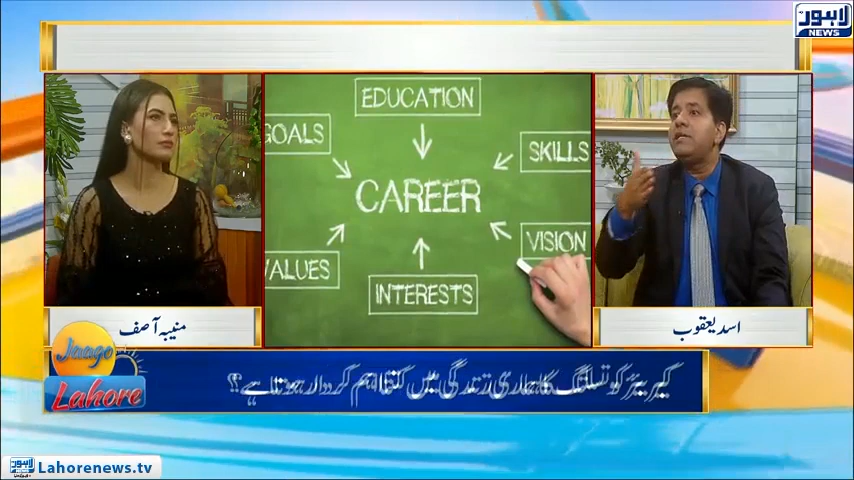 لاہور
NEWS
EDUCATION
GOALS
SKILLS
CAREER
VISION
VALUES
INTERESTS
منیبہ آصف
اسد یعقوب
Jaago
Lahore
کیریئر کونسلنگ کا ہماری زندگی میں کتنا اہم کردار ہوتا ہے؟
Lahorenews.tv